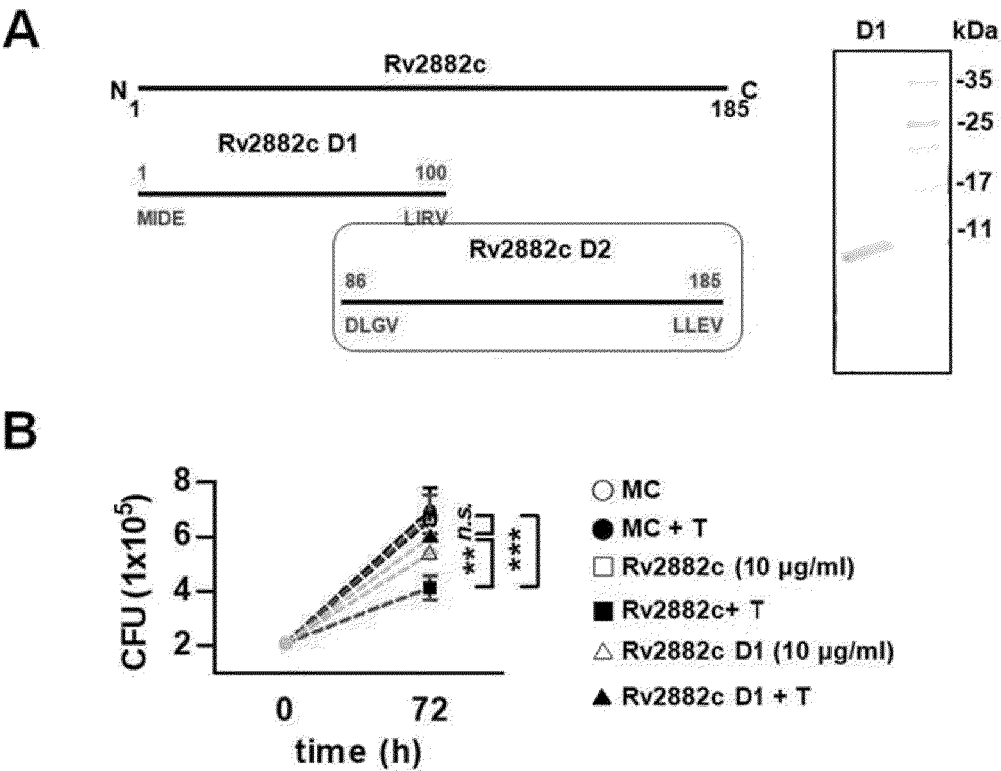 A
Rv2882c
N
C
1
185
Rv2882c D1
1
100
MIDE
LIRV
Rv2882c D2
86
185
DLGV
LLEV
D1
kDa
-35
-25
-17
-11
B
CFU (1x10⁵)
8
6
4
2
0
72
time (h)
n.s.
**
***
MC
MC + T
Rv2882c (10 µg/ml)
Rv2882c+ T
Rv2882c D1 (10 µg/ml)
Rv2882c D1 + T